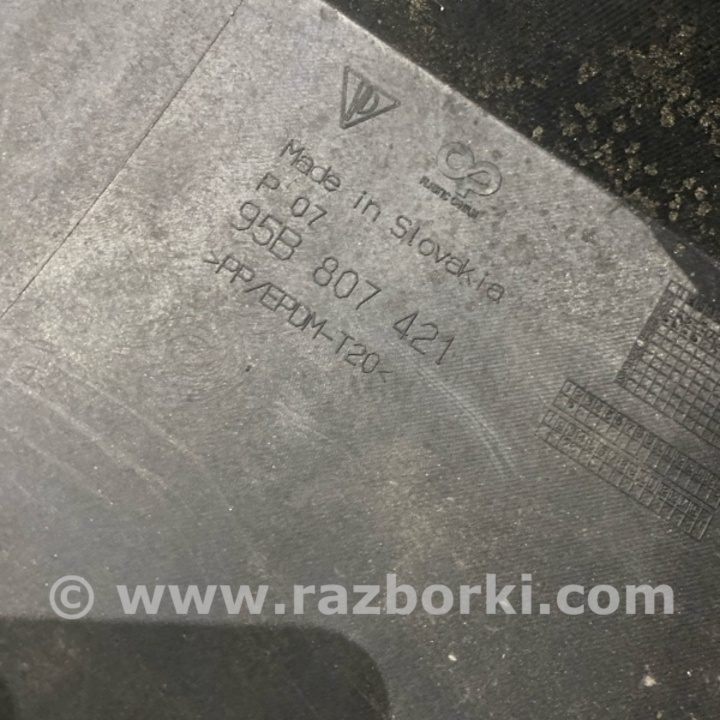 Made in Slovakia
P 07
95B 807 421
>PP/EPDM-T20<
© www.razborki.com